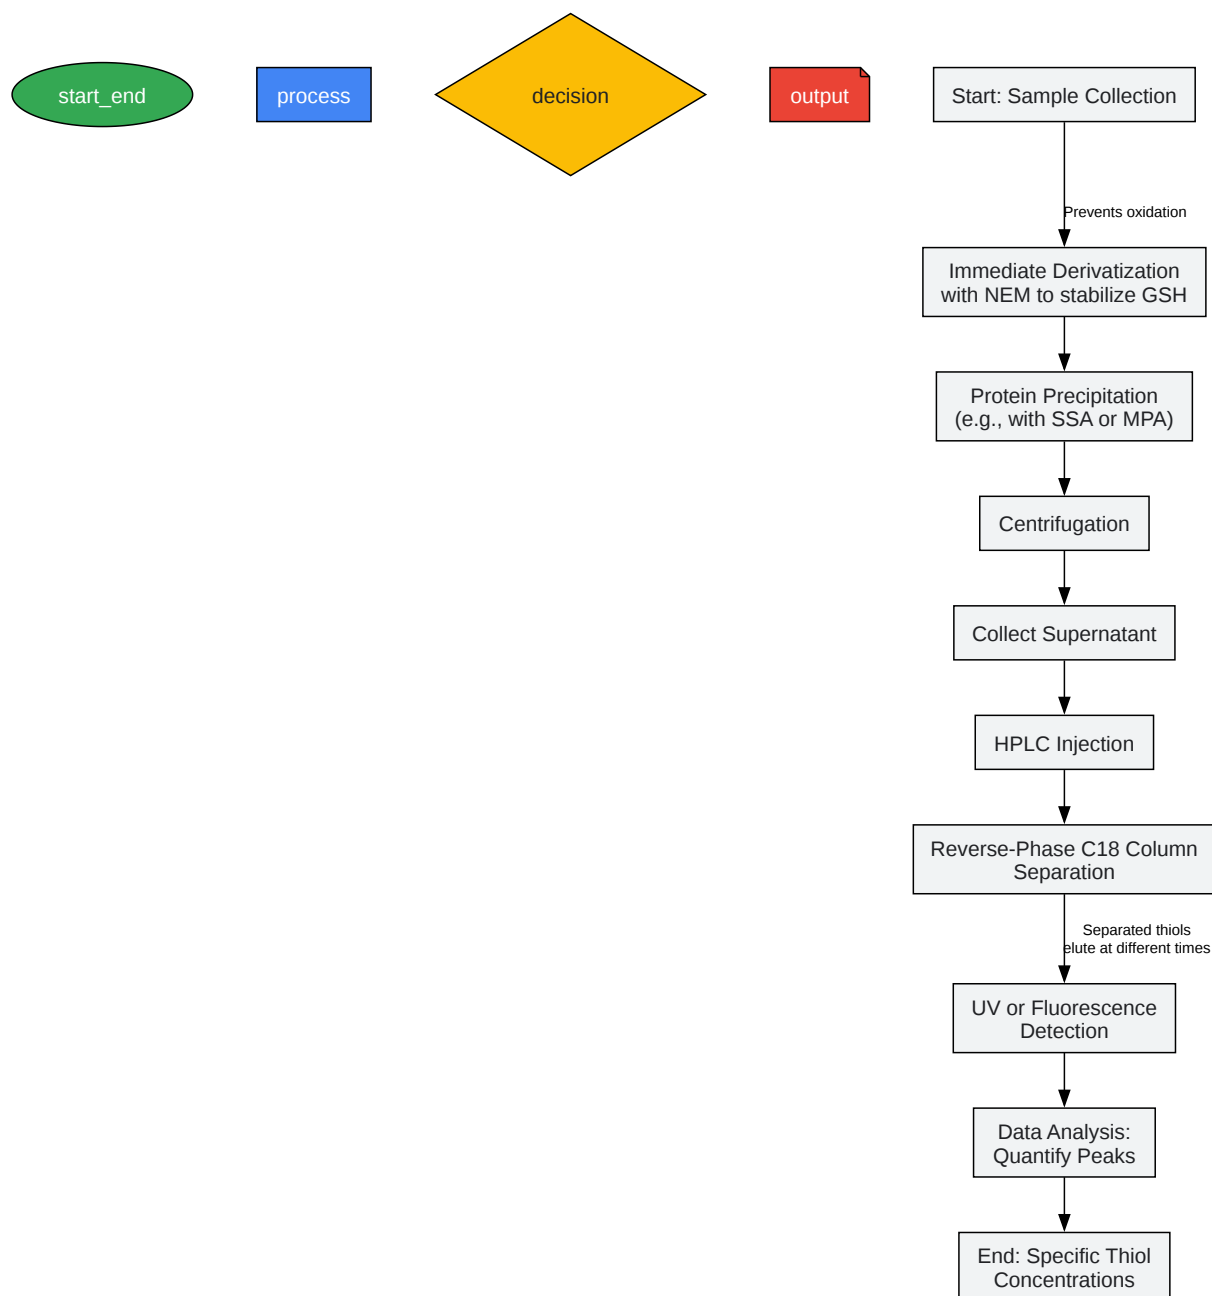 start_end
process
decision
output
Start: Sample Collection
Prevents oxidation
Immediate Derivatization
with NEM to stabilize GSH
Protein Precipitation
(e.g., with SSA or MPA)
Centrifugation
Collect Supernatant
HPLC Injection
Reverse-Phase C18 Column
Separation
Separated thiols
elute at different times
UV or Fluorescence
Detection
Data Analysis:
Quantify Peaks
End: Specific Thiol
Concentrations